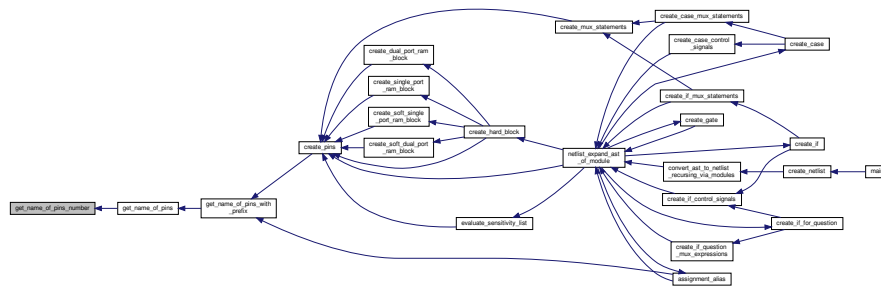 get_name_of_pins_number
get_name_of_pins
get_name_of_pins_with
_prefix
create_pins
create_dual_port_ram
_block
create_single_port
_ram_block
create_soft_single
_port_ram_block
create_soft_dual_port
_ram_block
create_hard_block
evaluate_sensitivity_list
create_mux_statements
netlist_expand_ast
_of_module
create_case_mux_statements
create_case_control
_signals
create_case
create_if_mux_statements
create_gate
create_if
convert_ast_to_netlist
_recursing_via_modules
create_netlist
mai
create_if_control_signals
create_if_for_question
create_if_question
_mux_expressions
assignment_alias